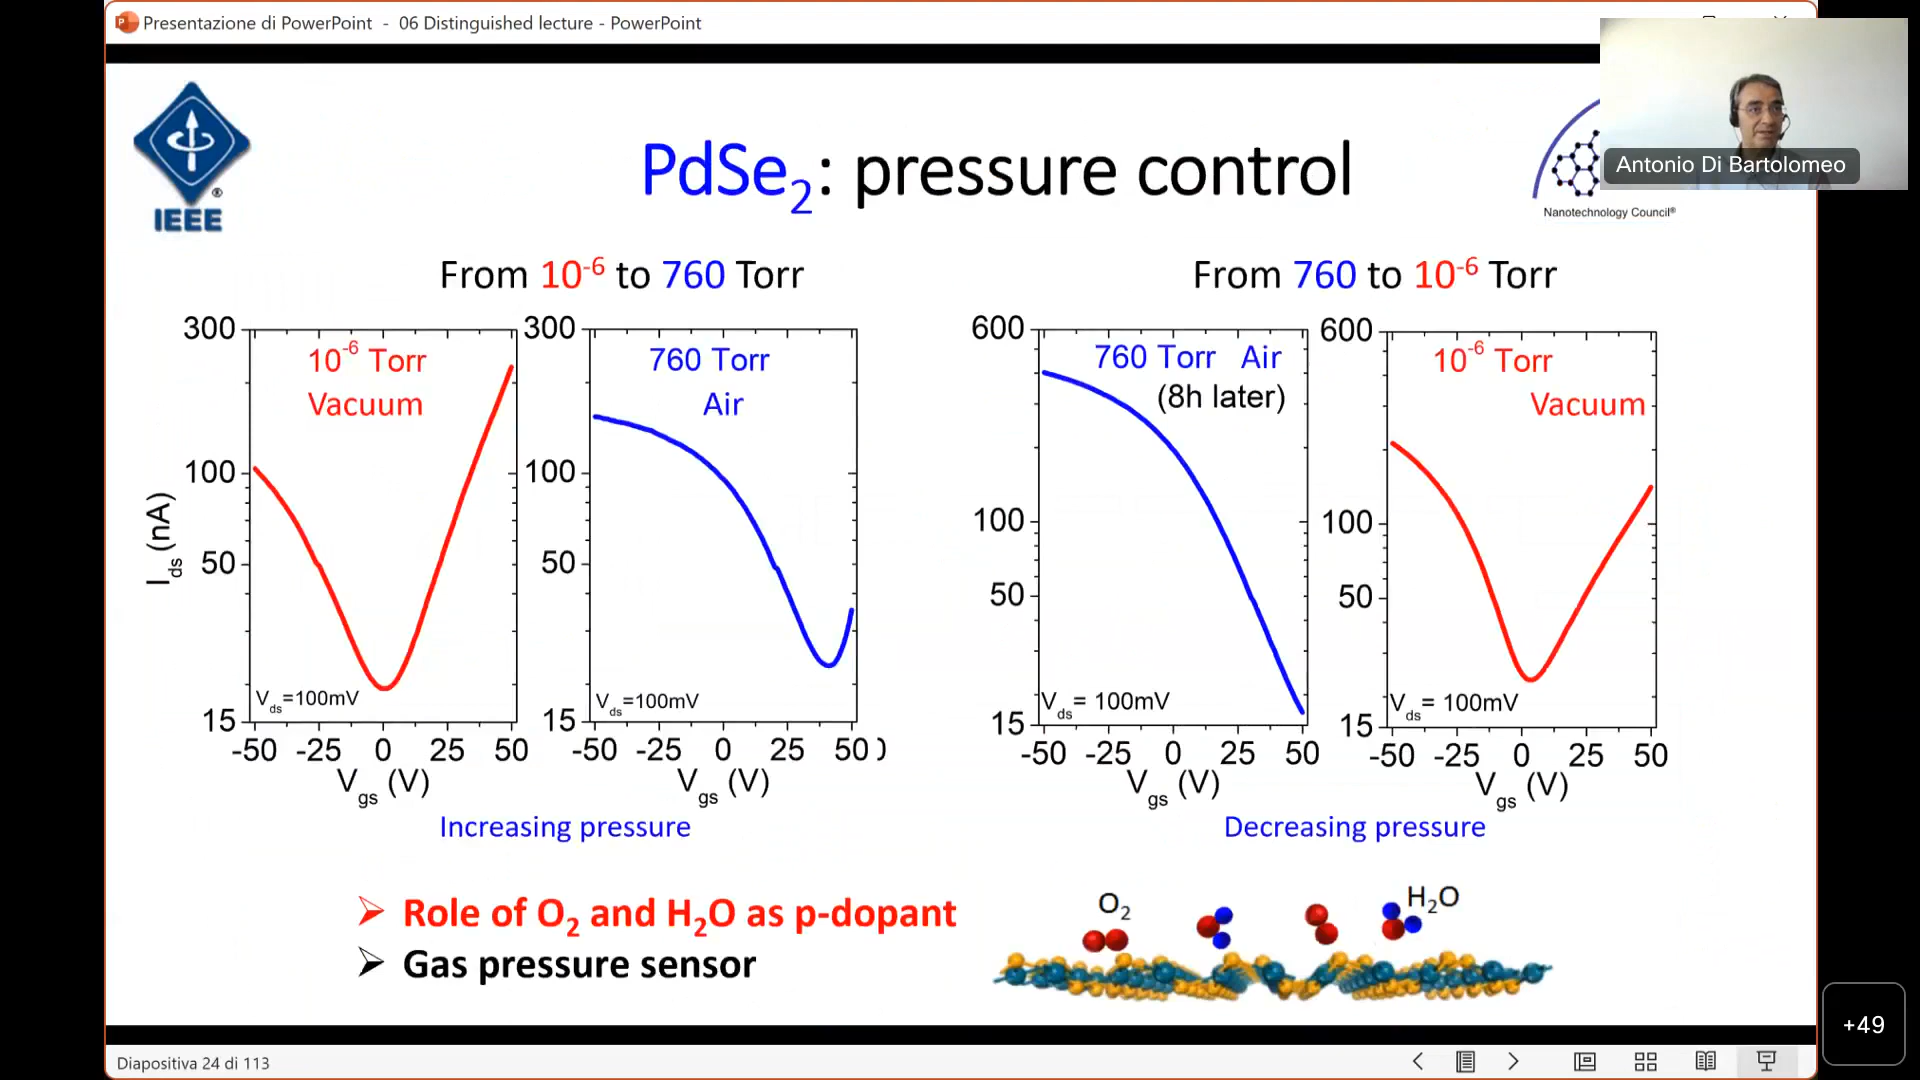 Presentazione di PowerPoint - 06 Distinguished lecture - PowerPoint
Antonio Di Bartolomeo
IEEE
®
Nanotechnology Council®
PdSe2: pressure control
From 10-6 to 760 Torr
From 760 to 10-6 Torr
Ids (nA)
300
100
50
15
10-6 Torr
Vacuum
Vds=100mV
-50 -25 0 25 50
Vgs (V)
300
100
50
15
760 Torr
Air
Vds=100mV
-50 -25 0 25 50 )
Vgs (V)
Increasing pressure
600
100
50
15
760 Torr Air
(8h later)
Vds= 100mV
-50 -25 0 25 50
Vgs (V)
600
100
50
15
10-6 Torr
Vacuum
Vds= 100mV
-50 -25 0 25 50
Vgs (V)
Decreasing pressure
Role of O2 and H2O as p-dopant
Gas pressure sensor
O2
H2O
Diapositiva 24 di 113
+49